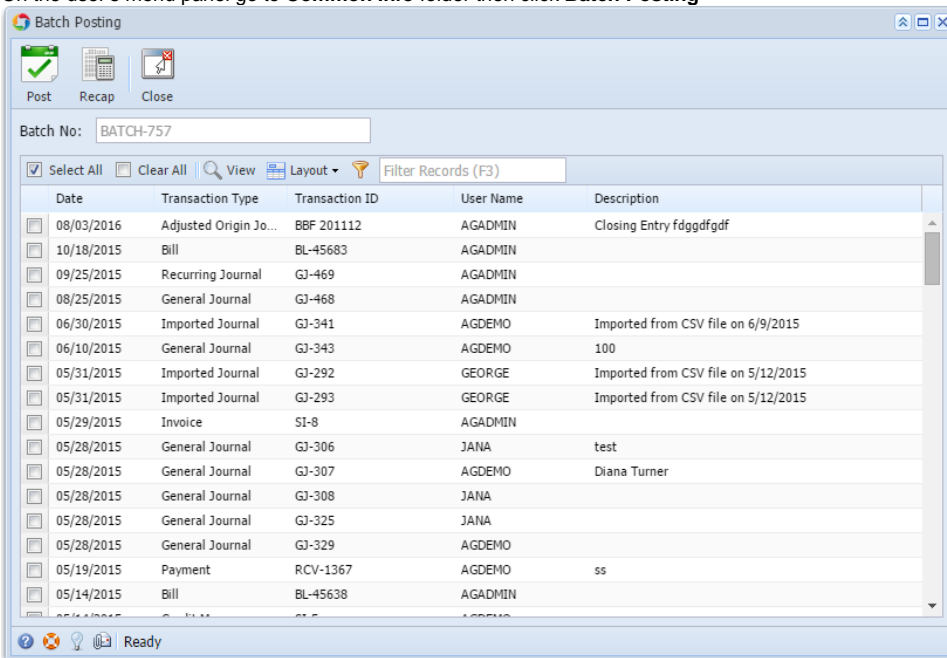 On the user's menu panel go to Common Info folder then click Batch Posting
Batch Posting
Post Recap Close
Batch No: BATCH-757
Select All Clear All View Layout Filter Records (F3)
Date Transaction Type Transaction ID User Name Description
08/03/2016 Adjusted Origin Jo... BBF 201112 AGADMIN Closing Entry fdggdfgdf
10/18/2015 Bill BL-45683 AGADMIN
09/25/2015 Recurring Journal GJ-469 AGADMIN
08/25/2015 General Journal GJ-468 AGADMIN
06/30/2015 Imported Journal GJ-341 AGDEMO Imported from CSV file on 6/9/2015
06/10/2015 General Journal GJ-343 AGDEMO 100
05/31/2015 Imported Journal GJ-292 GEORGE Imported from CSV file on 5/12/2015
05/31/2015 Imported Journal GJ-293 GEORGE Imported from CSV file on 5/12/2015
05/29/2015 Invoice SI-8 AGADMIN
05/28/2015 General Journal GJ-306 JANA test
05/28/2015 General Journal GJ-307 AGDEMO Diana Turner
05/28/2015 General Journal GJ-308 JANA
05/28/2015 General Journal GJ-325 JANA
05/28/2015 General Journal GJ-329 AGDEMO
05/19/2015 Payment RCV-1367 AGDEMO ss
05/14/2015 Bill BL-45638 AGADMIN
Ready